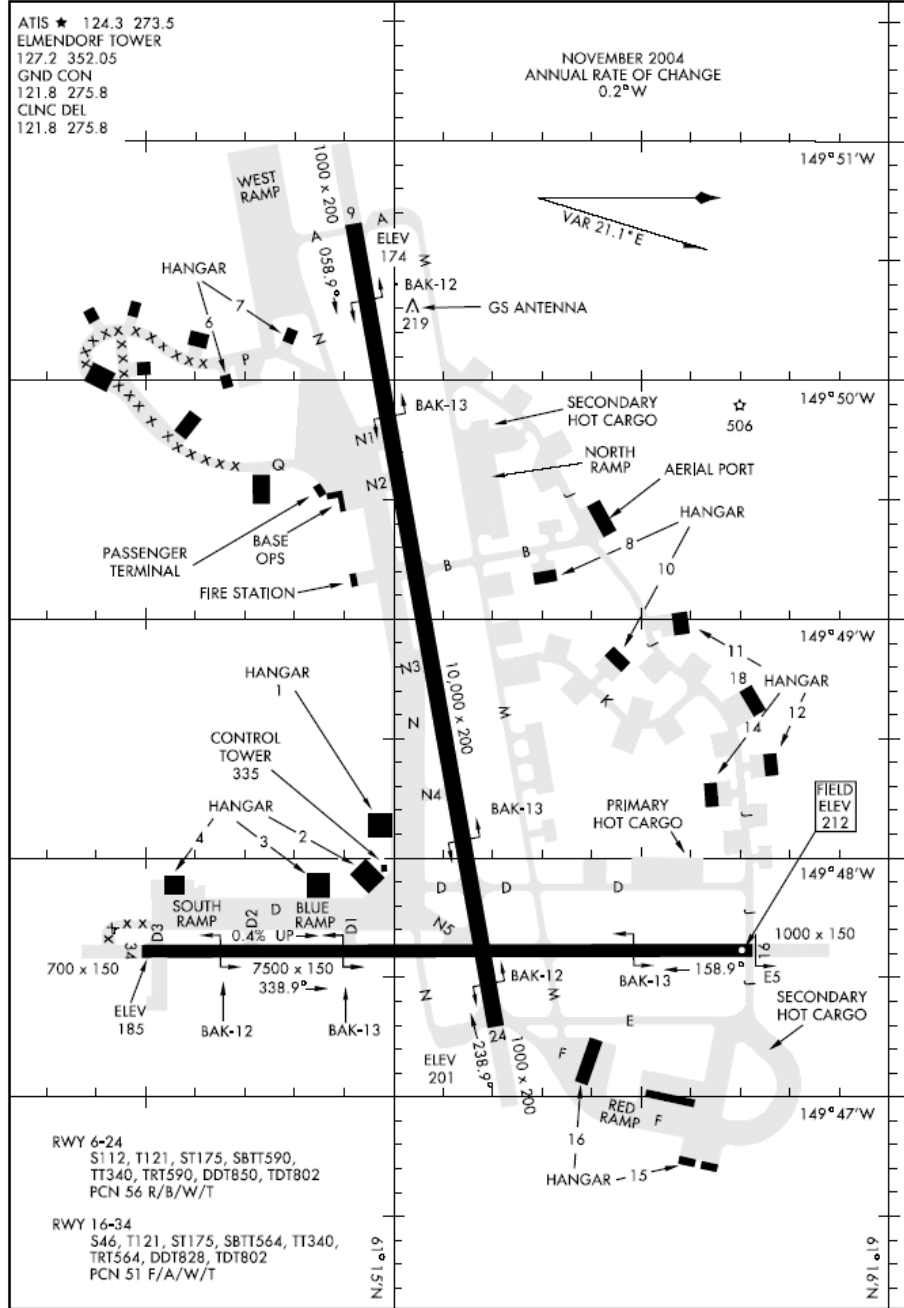 ATIS ★ 124.3 273.5
ELMENDORF TOWER
127.2 352.05
GND CON
121.8 275.8
CLNC DEL
121.8 275.8
NOVEMBER 2004
ANNUAL RATE OF CHANGE
0.2°W
149°51'W
VAR 21.1°E
WEST
RAMP
1000 x 200
9
A
A
ELEV
174
058.9°
M
BAK-12
GS ANTENNA
219
HANGAR
7
6
N
P
149°50'W
BAK-13
SECONDARY
HOT CARGO
506
N1
NORTH
RAMP
AERIAL PORT
Q
N2
J
HANGAR
BASE
OPS
PASSENGER
TERMINAL
B
B
8
10
FIRE STATION
149°49'W
J
11
N3
18
HANGAR
HANGAR
1
10,000 x 200
K
N
M
14
12
CONTROL
TOWER
335
FIELD
ELEV
212
N4
BAK-13
PRIMARY
HOT CARGO
J
HANGAR
4
3
2
149°48'W
D
D
D
SOUTH
RAMP
D
BLUE
RAMP
D3
D2
D1
N5
J
0.4% UP
34
16
1000 x 150
700 x 150
7500 x 150
338.9°
BAK-12
BAK-13
158.9°
J
E5
ELEV
185
BAK-12
BAK-13
N
M
SECONDARY
HOT CARGO
24
E
ELEV
201
238.9°
1000 x 200
F
149°47'W
RED
RAMP
F
16
HANGAR
15
RWY 6-24
S112, T121, ST175, SBTT590,
TT340, TRT590, DDT850, TDT802
PCN 56 R/B/W/T
RWY 16-34
S46, T121, ST175, SBTT564, TT340,
TRT564, DDT828, TDT802
PCN 51 F/A/W/T
61°15'N
61°16'N